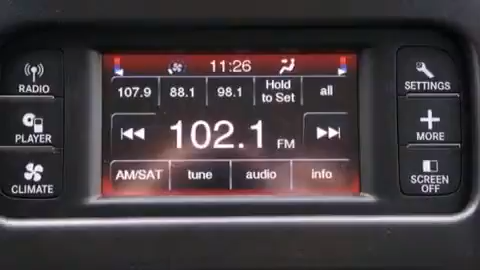 11:26
107.9 88.1 98.1 Hold to Set all
102.1 FM
AM/SAT tune audio info
RADIO
PLAYER
CLIMATE
SETTINGS
MORE
SCREEN
OFF